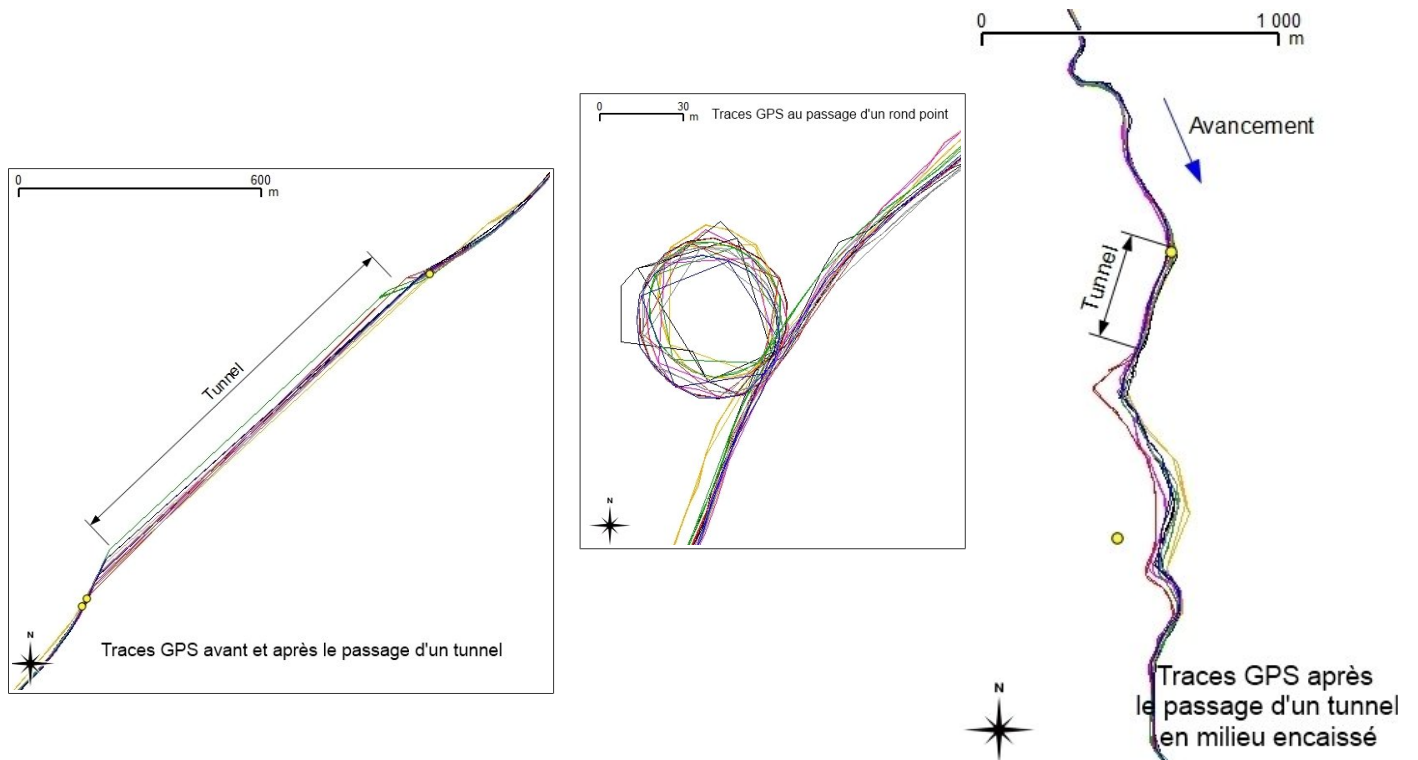 0 600
m
Tunnel
N
Traces GPS avant et après le passage d'un tunnel
0 30
m
Traces GPS au passage d'un rond point
N
0 1 000
m
Avancement
Tunnel
N
Traces GPS après
le passage d'un tunnel
en milieu encaissé